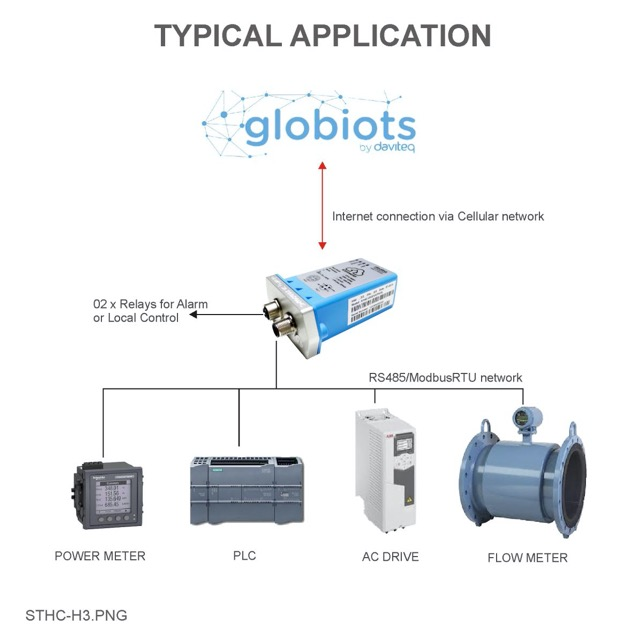 TYPICAL APPLICATION
globiots
by daviteq
Internet connection via Cellular network
02 x Relays for Alarm
or Local Control
RS485/ModbusRTU network
POWER METER
PLC
AC DRIVE
FLOW METER
STHC-H3.PNG